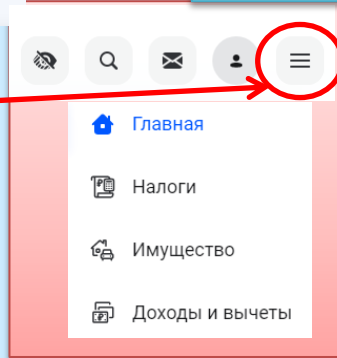 Главная
Налоги
Имущество
Доходы и вычеты